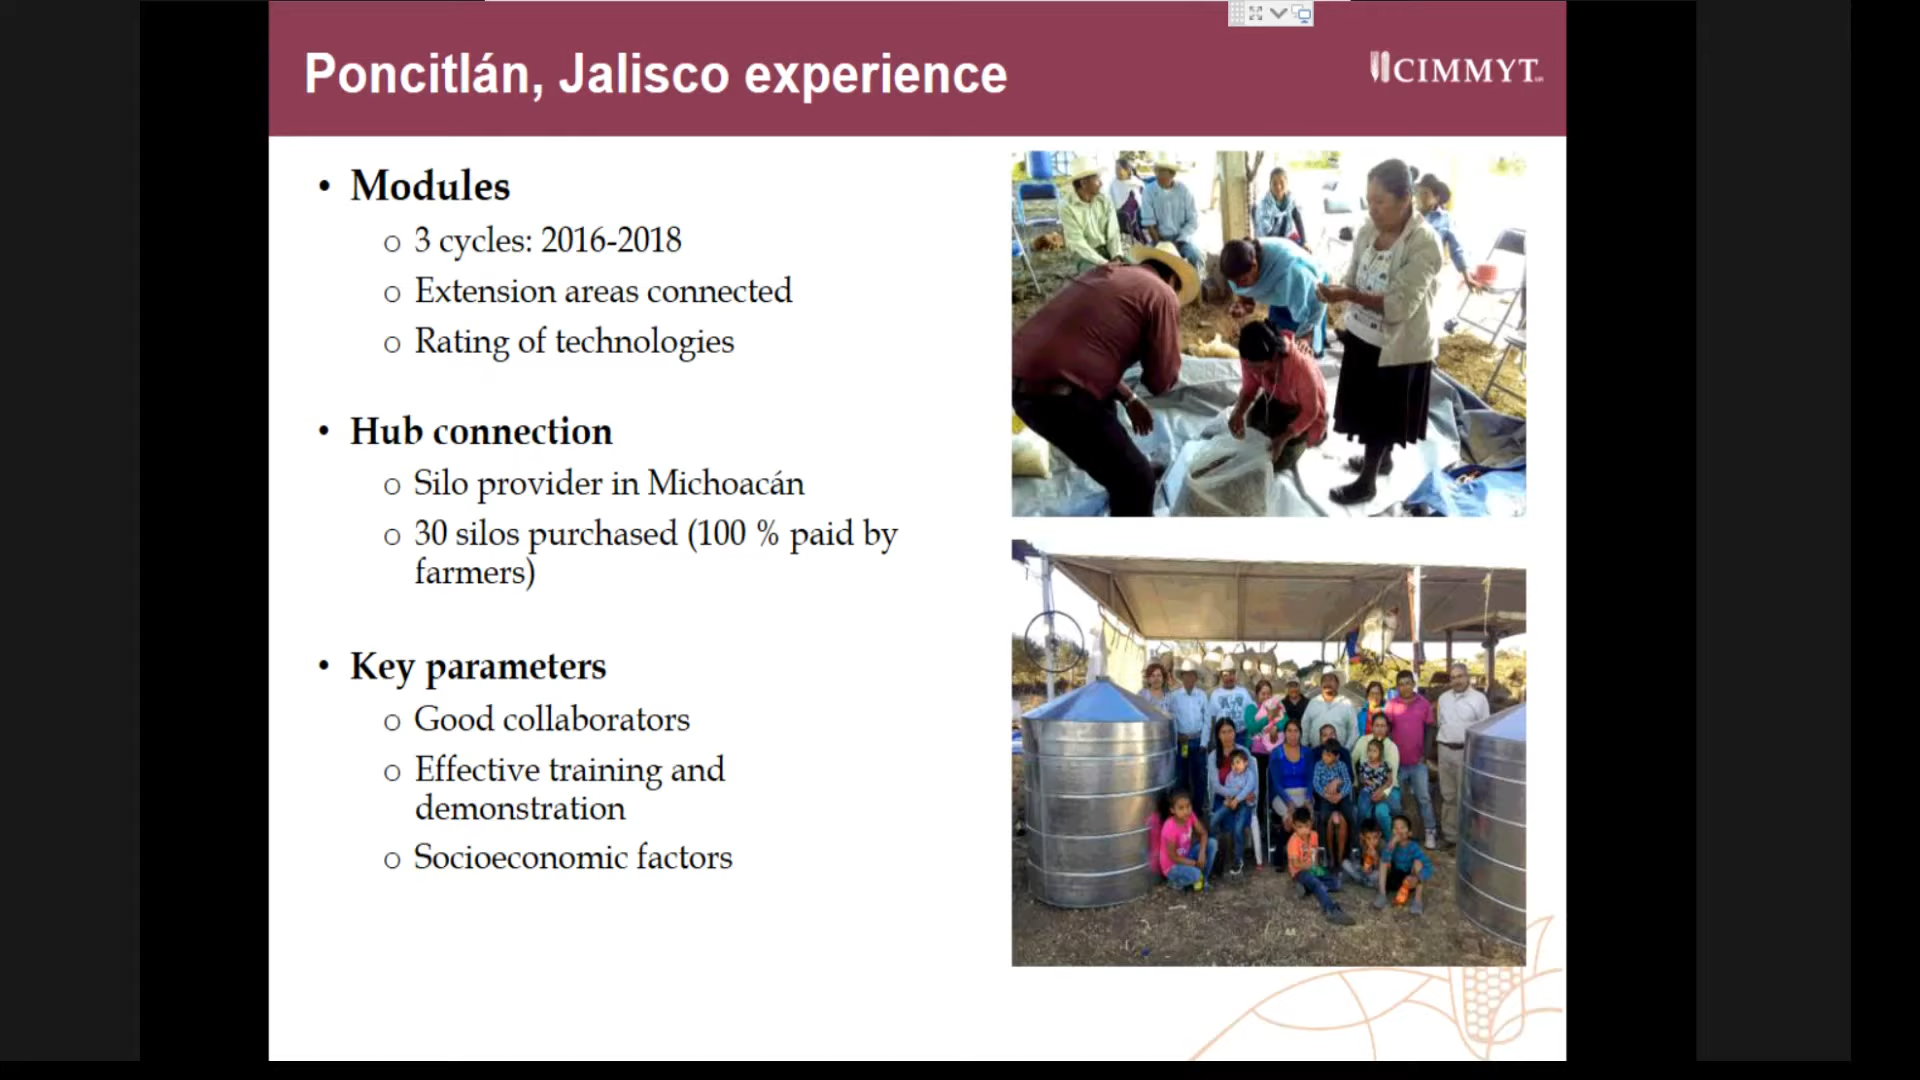 Poncitlán, Jalisco experience
CIMMYT
• Modules
o 3 cycles: 2016-2018
o Extension areas connected
o Rating of technologies
• Hub connection
o Silo provider in Michoacán
o 30 silos purchased (100 % paid by
farmers)
• Key parameters
o Good collaborators
o Effective training and
demonstration
o Socioeconomic factors